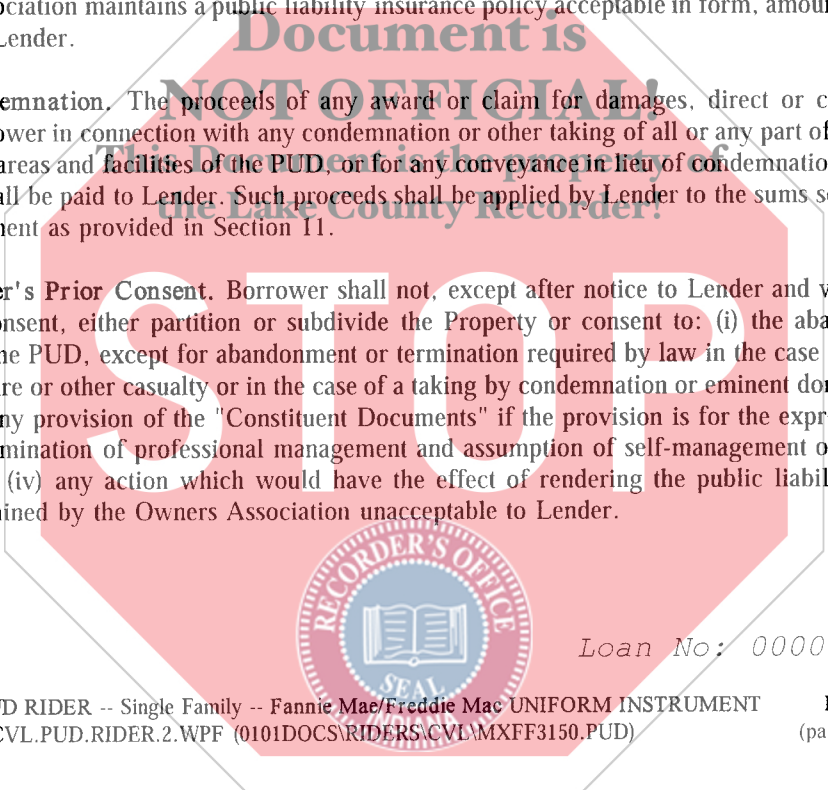 ciation maintains a public liability insurance policy acceptable in form, amou
Lender.
Document is
NOT OFFICIAL!
This Document is the property of
the Lake County Recorder!
emnation. The proceeds of any award or claim for damages, direct or c
ower in connection with any condemnation or other taking of all or any part of
areas and facilities of the PUD, or for any conveyance in lieu of condemnatio
all be paid to Lender. Such proceeds shall be applied by Lender to the sums s
ent as provided in Section 11.
STOP
er's Prior Consent. Borrower shall not, except after notice to Lender and
onsent, either partition or subdivide the Property or consent to: (i) the aba
he PUD, except for abandonment or termination required by law in the case
re or other casualty or in the case of a taking by condemnation or eminent do
ny provision of the "Constituent Documents" if the provision is for the expr
mination of professional management and assumption of self-management o
(iv) any action which would have the effect of rendering the public liabil
ined by the Owners Association unacceptable to Lender.
RECORDER'S OFFICE
SEAL
INDIANA
Loan No: 0000
D RIDER -- Single Family -- Fannie Mae/Freddie Mac UNIFORM INSTRUMENT
CVL.PUD.RIDER.2.WPF (0101DOCS\RIDERS\CVL\MXFF3150.PUD)
(pa